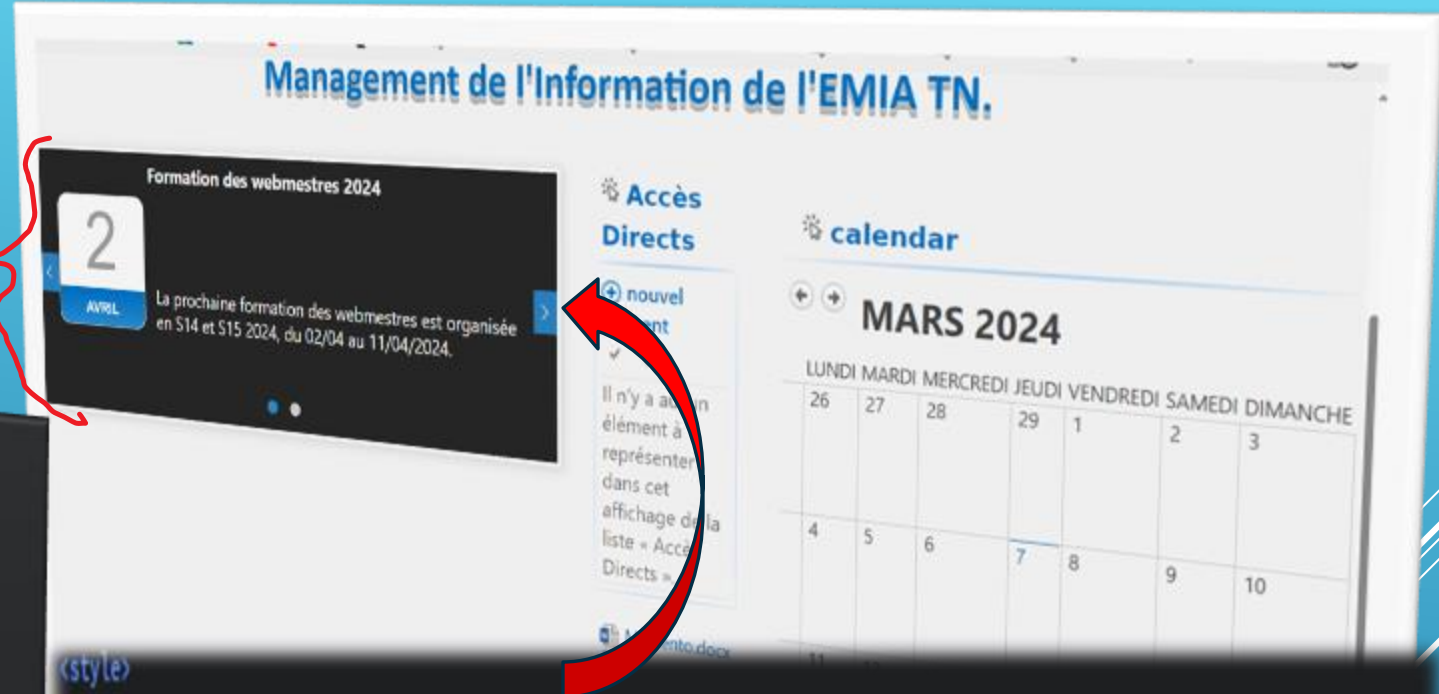 Management de l'Information de l'EMIA TN.
Formation des webmestres 2024
2
AVRIL
La prochaine formation des webmestres est organisée
en S14 et S15 2024, du 02/04 au 11/04/2024.
Accès
Directs
nouvel
Il n'y a
élément à
représenter
dans cet
affichage de la
liste «
Directs ».
calendar
MARS 2024
LUNDI MARDI MERCREDI JEUDI VENDREDI SAMEDI DIMANCHE
26 27 28 29 1 2 3
4 5 6 7 8 9 10
11
<style>